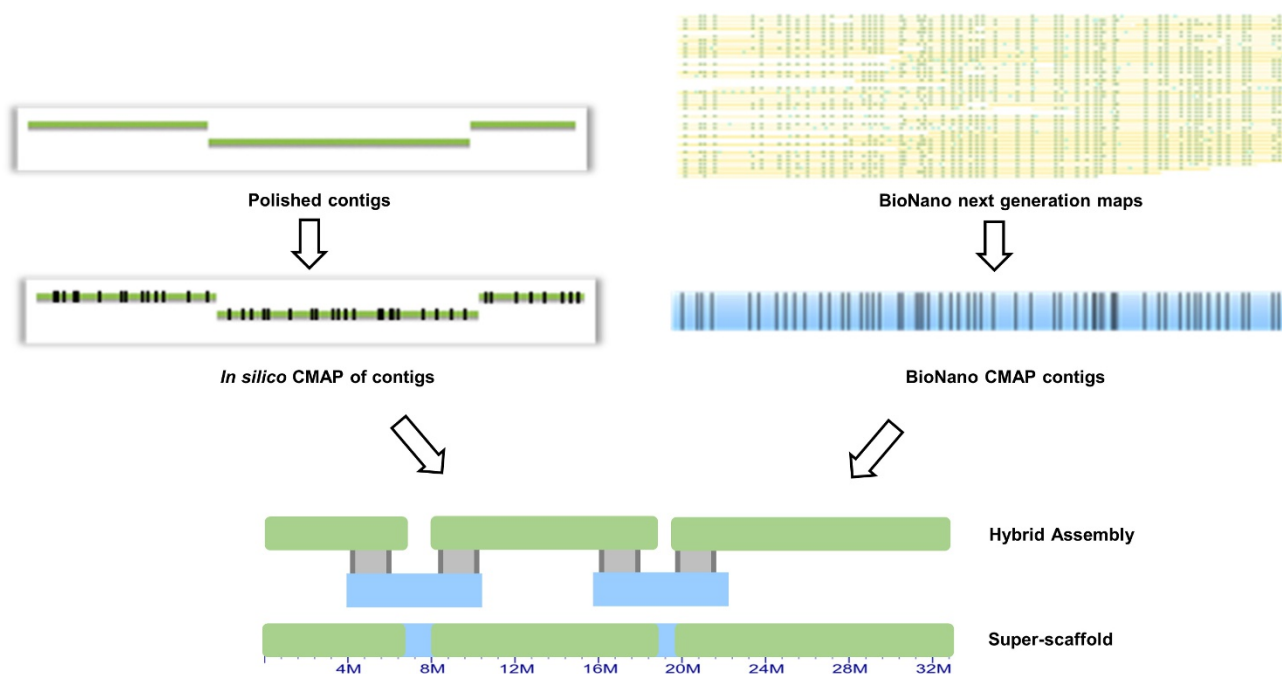 Polished contigs
BioNano next generation maps
In silico CMAP of contigs
BioNano CMAP contigs
Hybrid Assembly
Super-scaffold
4M 8M 12M 16M 20M 24M 28M 32M